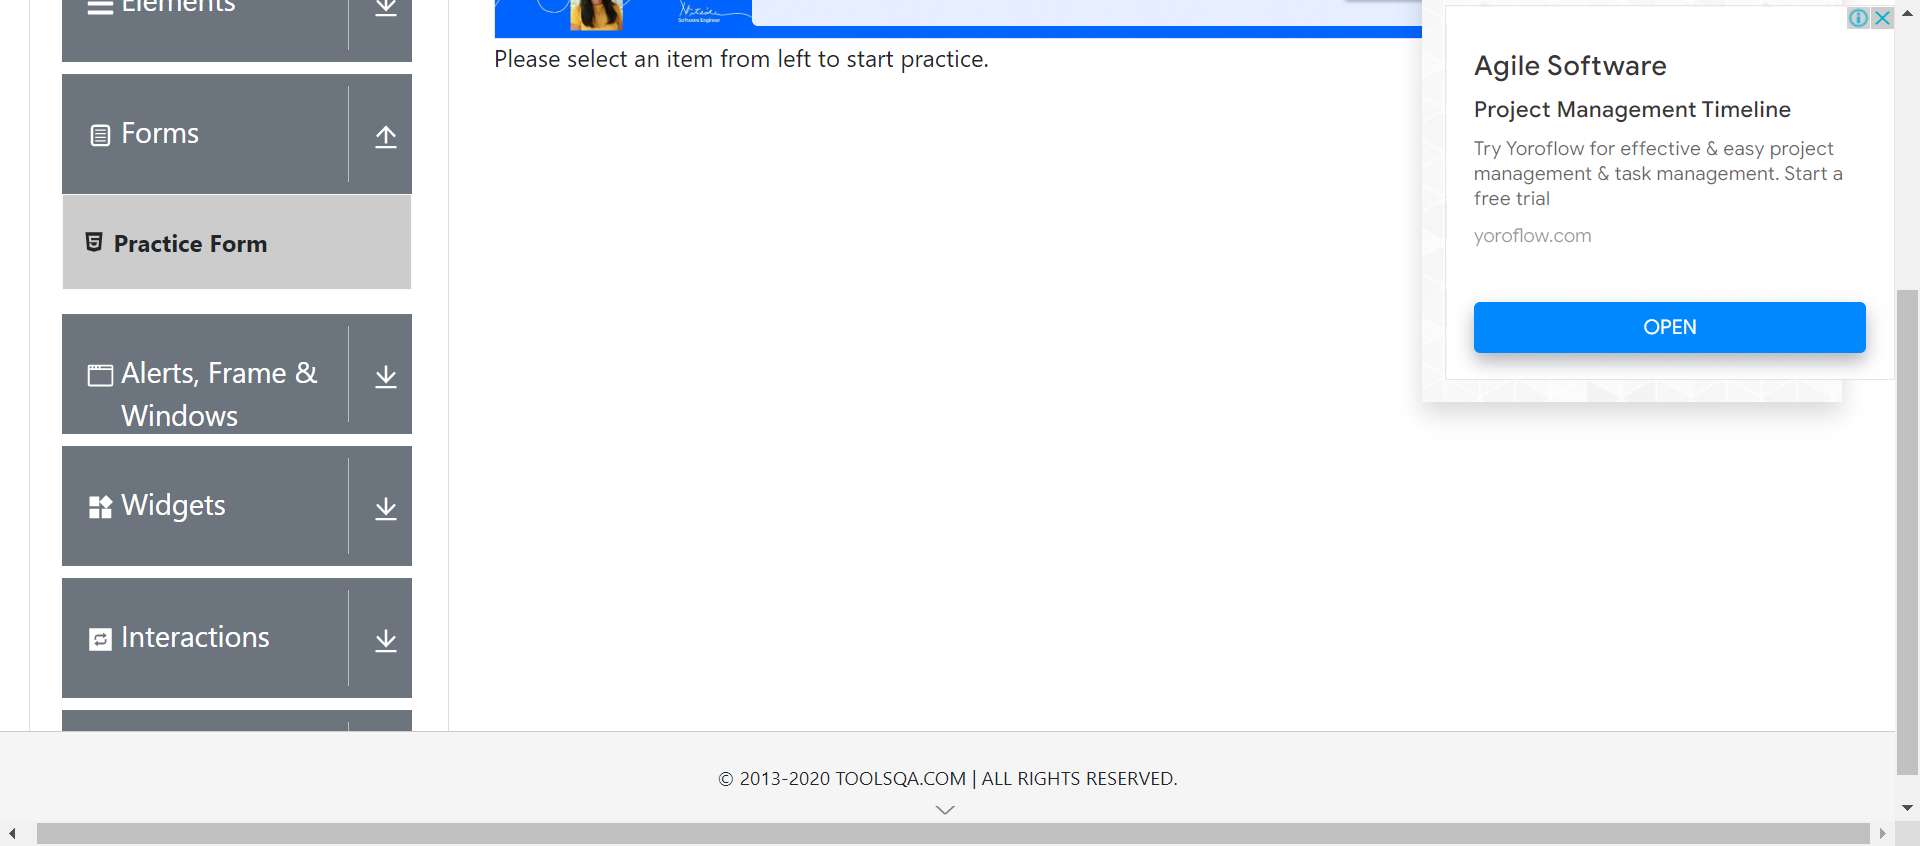 Elements
Please select an item from left to start practice.
Forms
Practice Form
Alerts, Frame &
Windows
Widgets
Interactions
Agile Software
Project Management Timeline
Try Yoroflow for effective & easy project
management & task management. Start a
free trial
yoroflow.com
OPEN
Software Engineer
© 2013-2020 TOOLSQA.COM | ALL RIGHTS RESERVED.